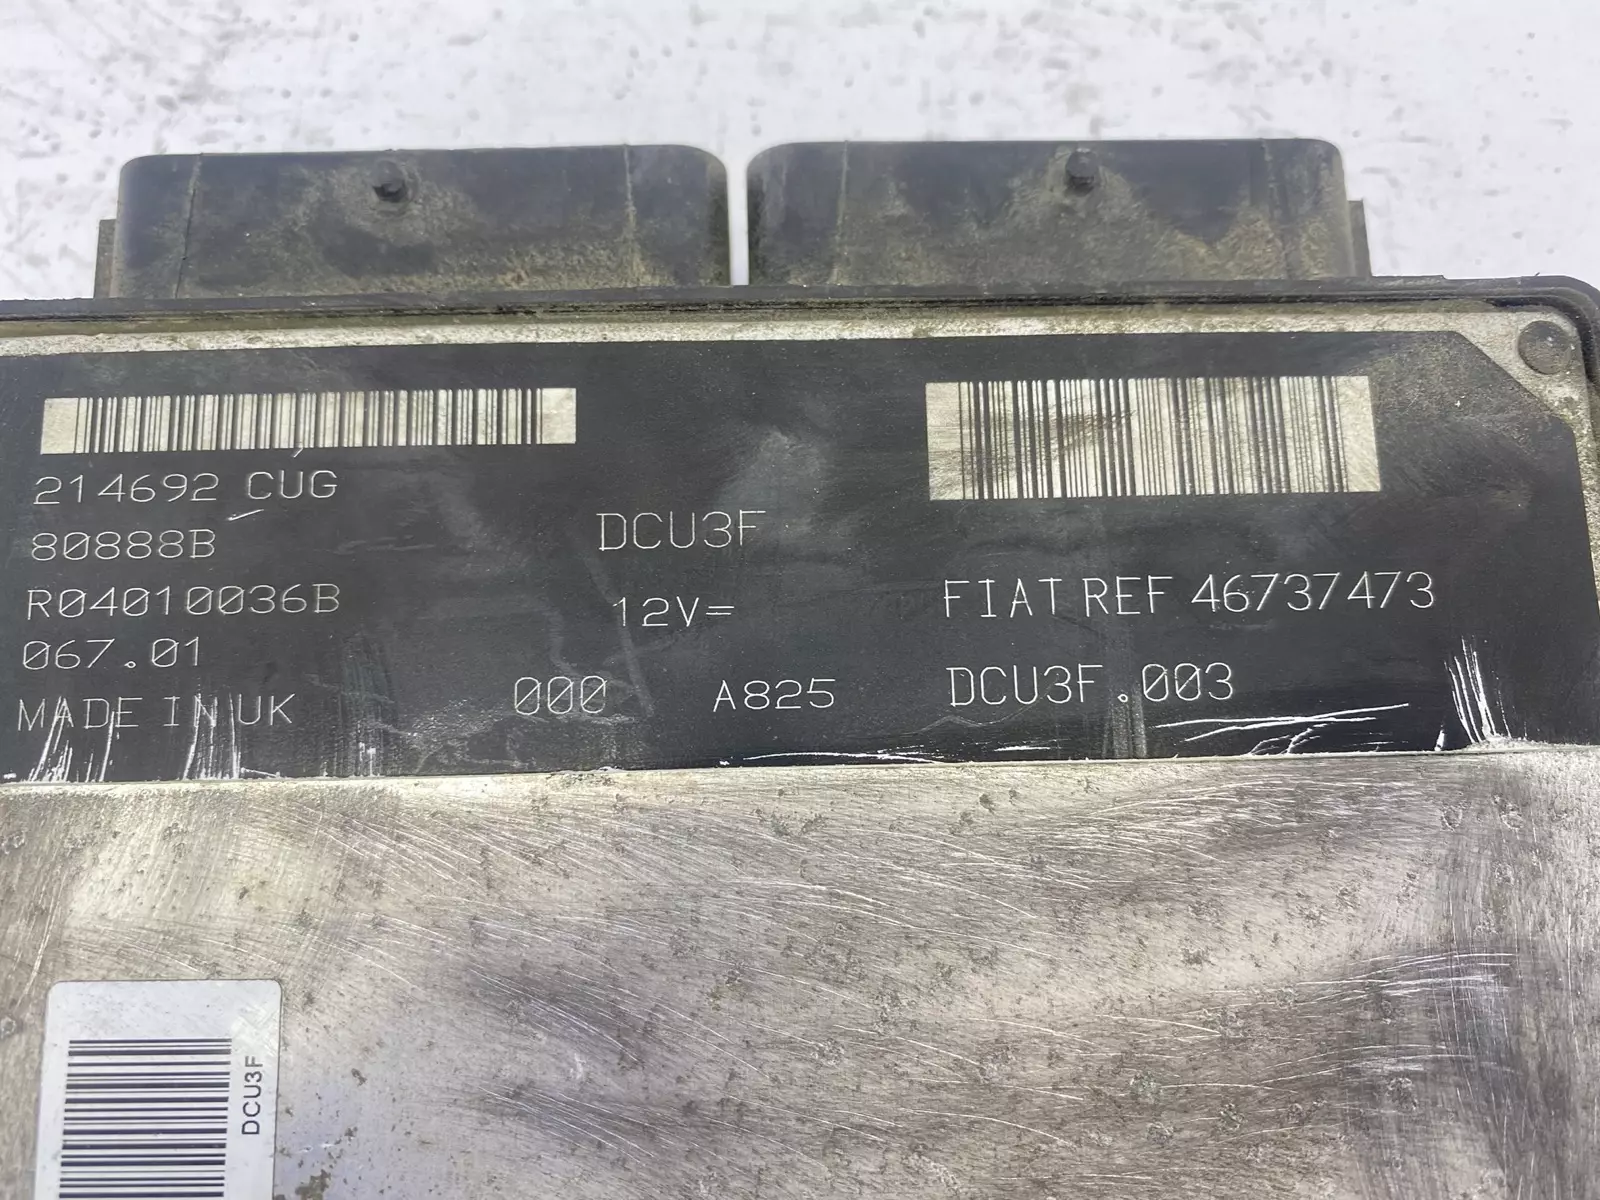 214692 CUG
80888B
R04010036B
067.01
MADE IN UK
DCU3F
12V=
000
A825
FIAT REF 46737473
DCU3F.003
DCU3F